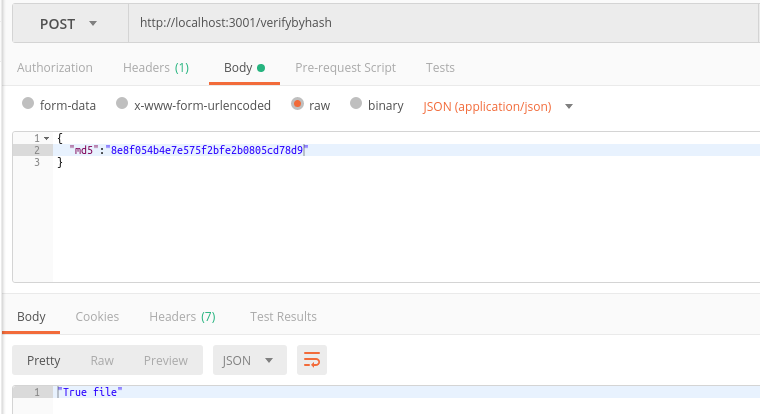 POST http://localhost:3001/verifybyhash
Authorization Headers (1) Body Pre-request Script Tests
form-data x-www-form-urlencoded raw binary JSON (application/json)
1 {
2 "md5":"8e8f054b4e7e575f2bfe2b0805cd78d9"
3 }
Body Cookies Headers (7) Test Results
Pretty Raw Preview JSON
1 "True file"